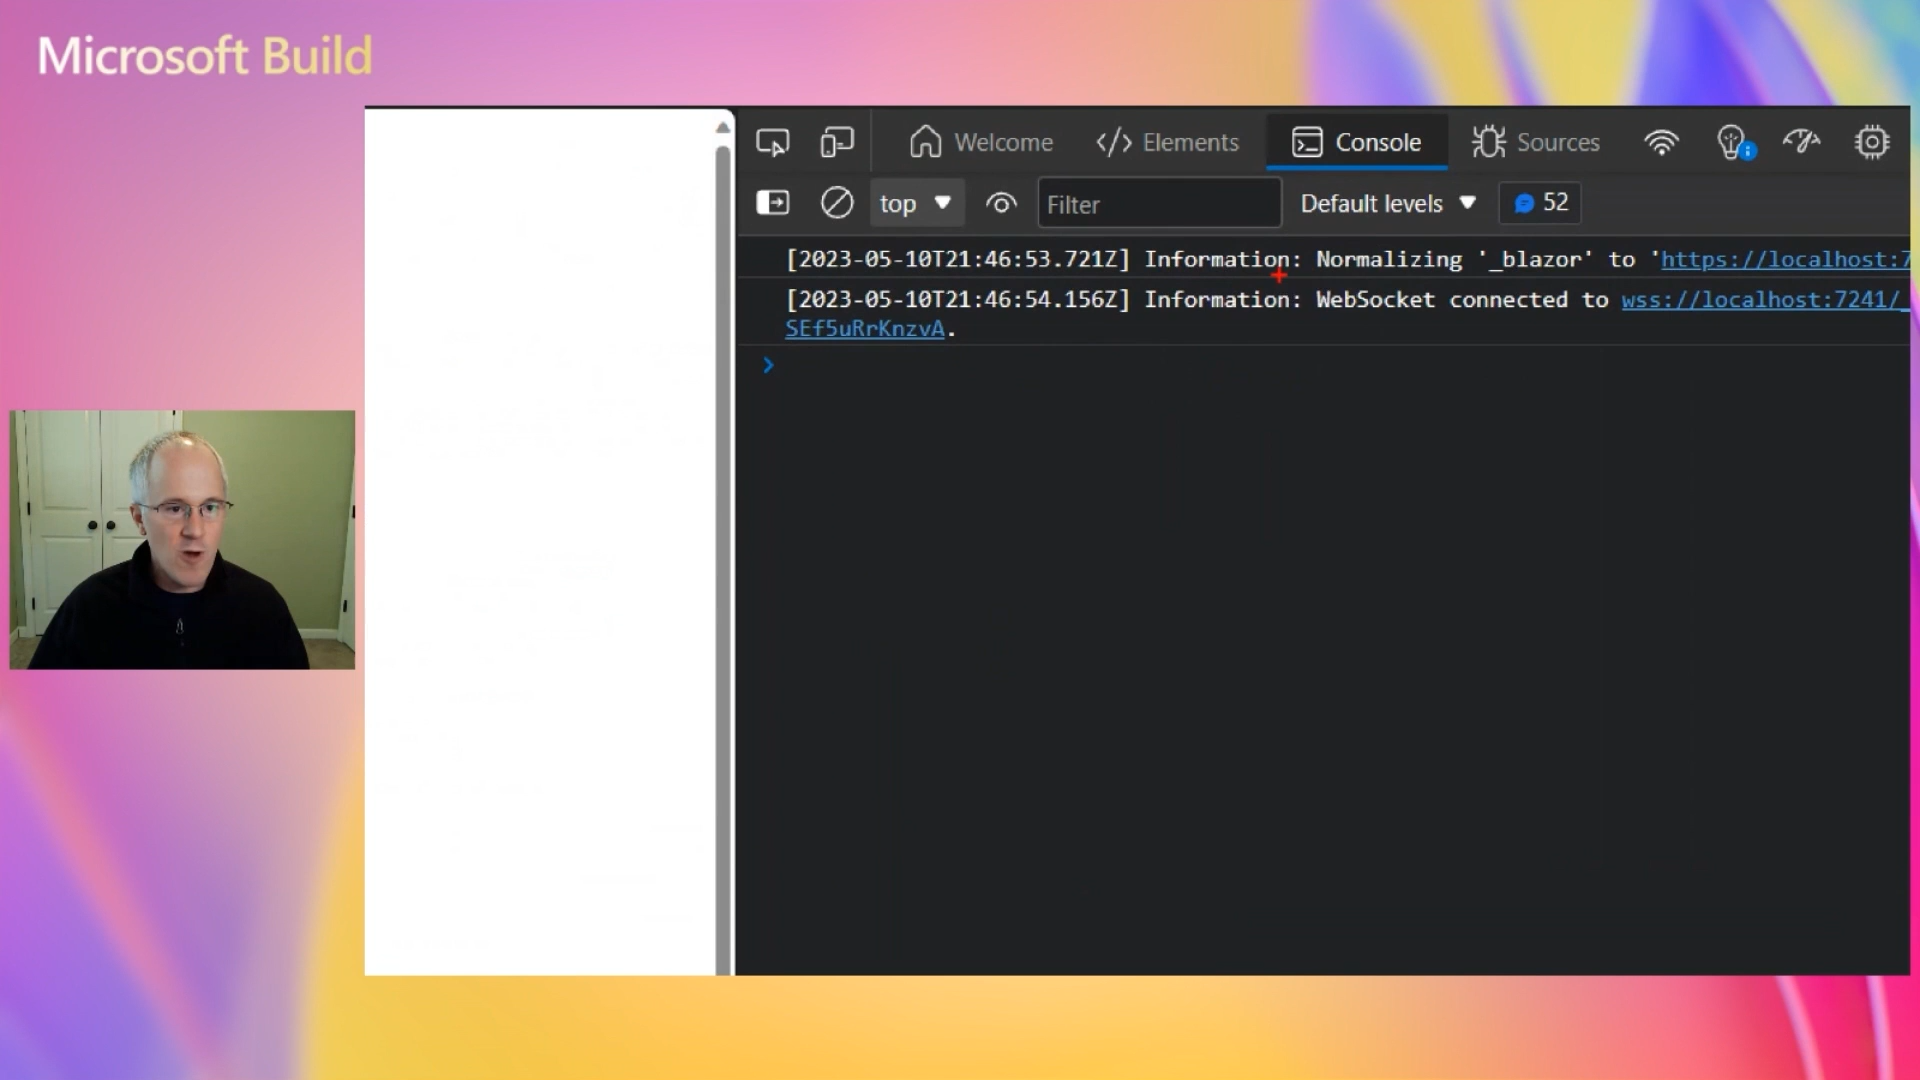 Microsoft Build
Welcome Elements Console Sources
top Filter Default levels 52
[2023-05-10T21:46:53.721Z] Information: Normalizing '_blazor' to 'https://localhost:7
[2023-05-10T21:46:54.156Z] Information: WebSocket connected to wss://localhost:7241/_
SEf5uRrKnzvA.